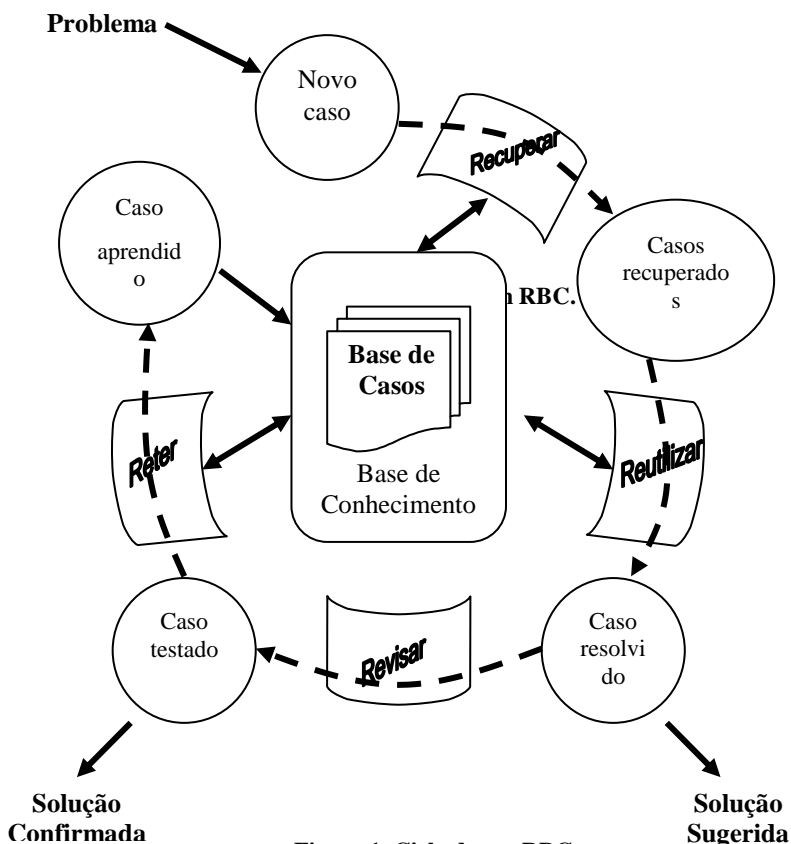 Problema
Novo
caso
Recuperar
Caso
aprendid
o
Casos
recuperado
s
RBC.
Base de
Casos
Base de
Conhecimento
Reter
Reutilizar
Caso
testado
Revisar
Caso
resolvi
do
Solução
Confirmada
Solução
Sugerida